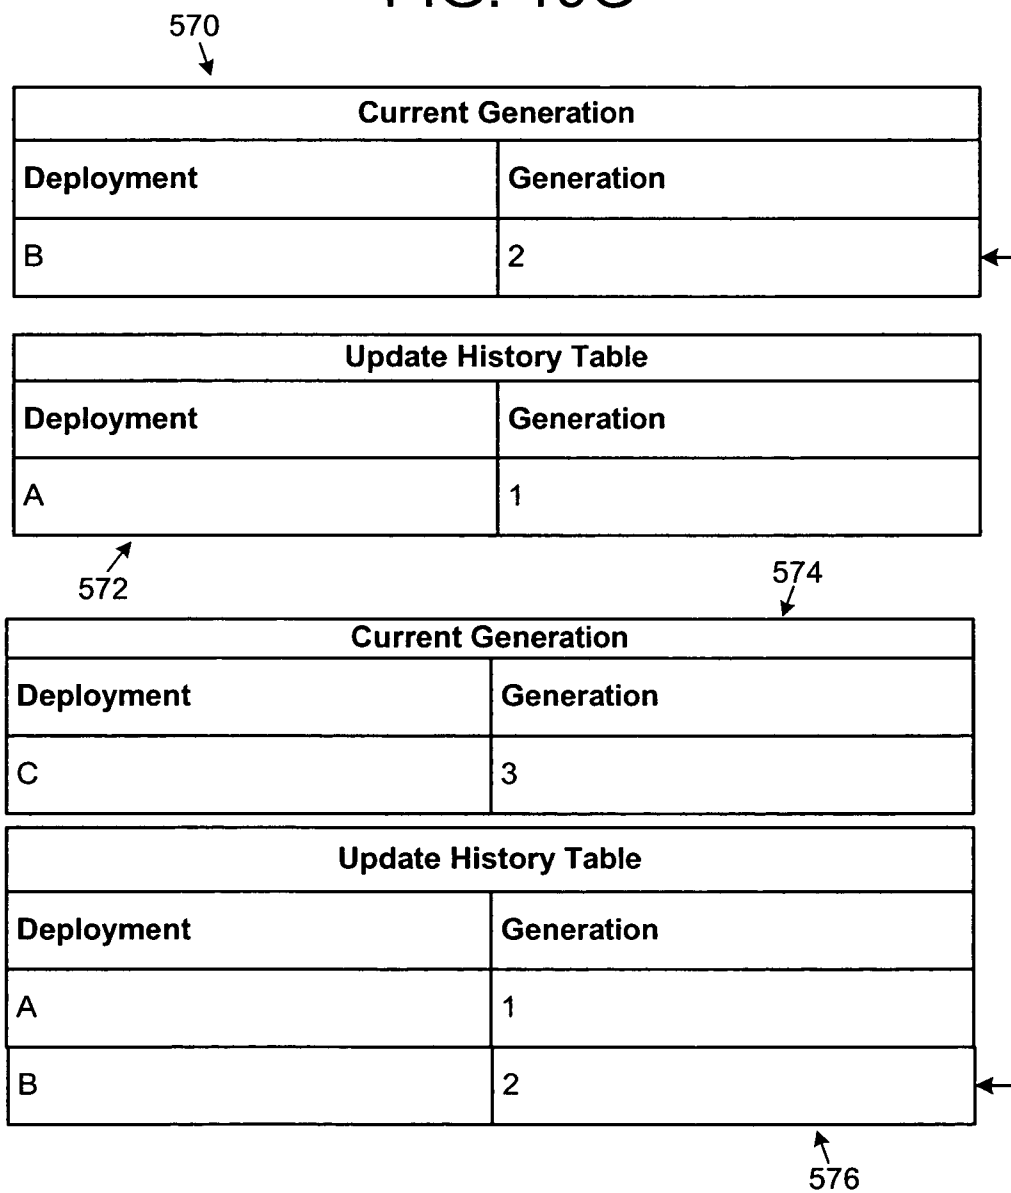 570
Current Generation
Deployment Generation
B 2
Update History Table
Deployment Generation
A 1
572
574
Current Generation
Deployment Generation
C 3
Update History Table
Deployment Generation
A 1
B 2
576